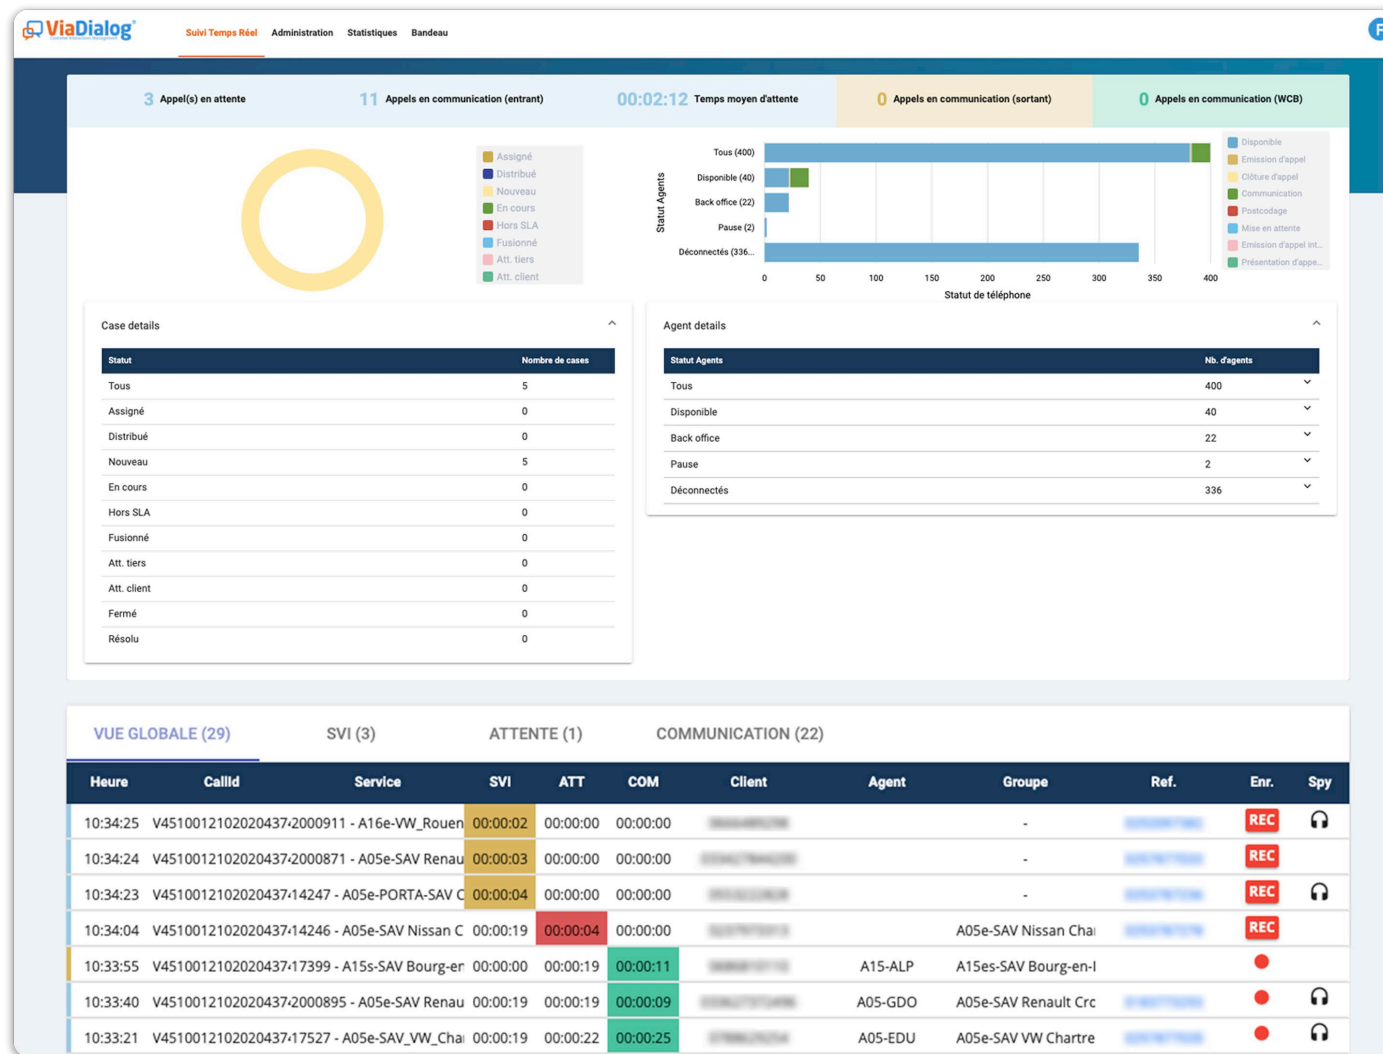 ViaDialog
Suivi Temps Réel Administration Statistiques Bandeau
F
3 Appel(s) en attente
11 Appels en communication (entrant)
00:02:12 Temps moyen d'attente
0 Appels en communication (sortant)
0 Appels en communication (WCB)
Assigné
Distribué
Nouveau
En cours
Hors SLA
Fusionné
Att. tiers
Att. client
Statut Agents
Tous (400)
Disponible (40)
Back office (22)
Pause (2)
Déconnectés (336...
0 50 100 150 200 250 300 350 400
Statut de téléphone
Disponible
Emission d'appel
Clôture d'appel
Communication
Postcodage
Mise en attente
Emission d'appel int...
Présentation d'appe...
Case details
Statut Nombre de cases
Tous 5
Assigné 0
Distribué 0
Nouveau 5
En cours 0
Hors SLA 0
Fusionné 0
Att. tiers 0
Att. client 0
Fermé 0
Résolu 0
Agent details
Statut Agents Nb. d'agents
Tous 400
Disponible 40
Back office 22
Pause 2
Déconnectés 336
VUE GLOBALE (29) SVI (3) ATTENTE (1) COMMUNICATION (22)
Heure CallId Service SVI ATT COM Client Agent Groupe Ref. Enr. Spy
10:34:25 V4510012102020437 2000911 - A16e-VW_Rouen 00:00:02 00:00:00 00:00:00 - REC
10:34:24 V4510012102020437 2000871 - A05e-SAV Renau 00:00:03 00:00:00 00:00:00 - REC
10:34:23 V4510012102020437 14247 - A05e-PORTA-SAV C 00:00:04 00:00:00 00:00:00 - REC
10:34:04 V4510012102020437 14246 - A05e-SAV Nissan C 00:00:19 00:00:04 00:00:00 A05e-SAV Nissan Cha REC
10:33:55 V4510012102020437 17399 - A15s-SAV Bourg-er 00:00:00 00:00:19 00:00:11 A15-ALP A15es-SAV Bourg-en-
10:33:40 V4510012102020437 2000895 - A05e-SAV Renau 00:00:19 00:00:19 00:00:09 A05-GDO A05e-SAV Renault Crc
10:33:21 V4510012102020437 17527 - A05e-SAV_VW_Cha 00:00:19 00:00:22 00:00:25 A05-EDU A05e-SAV VW Chartre